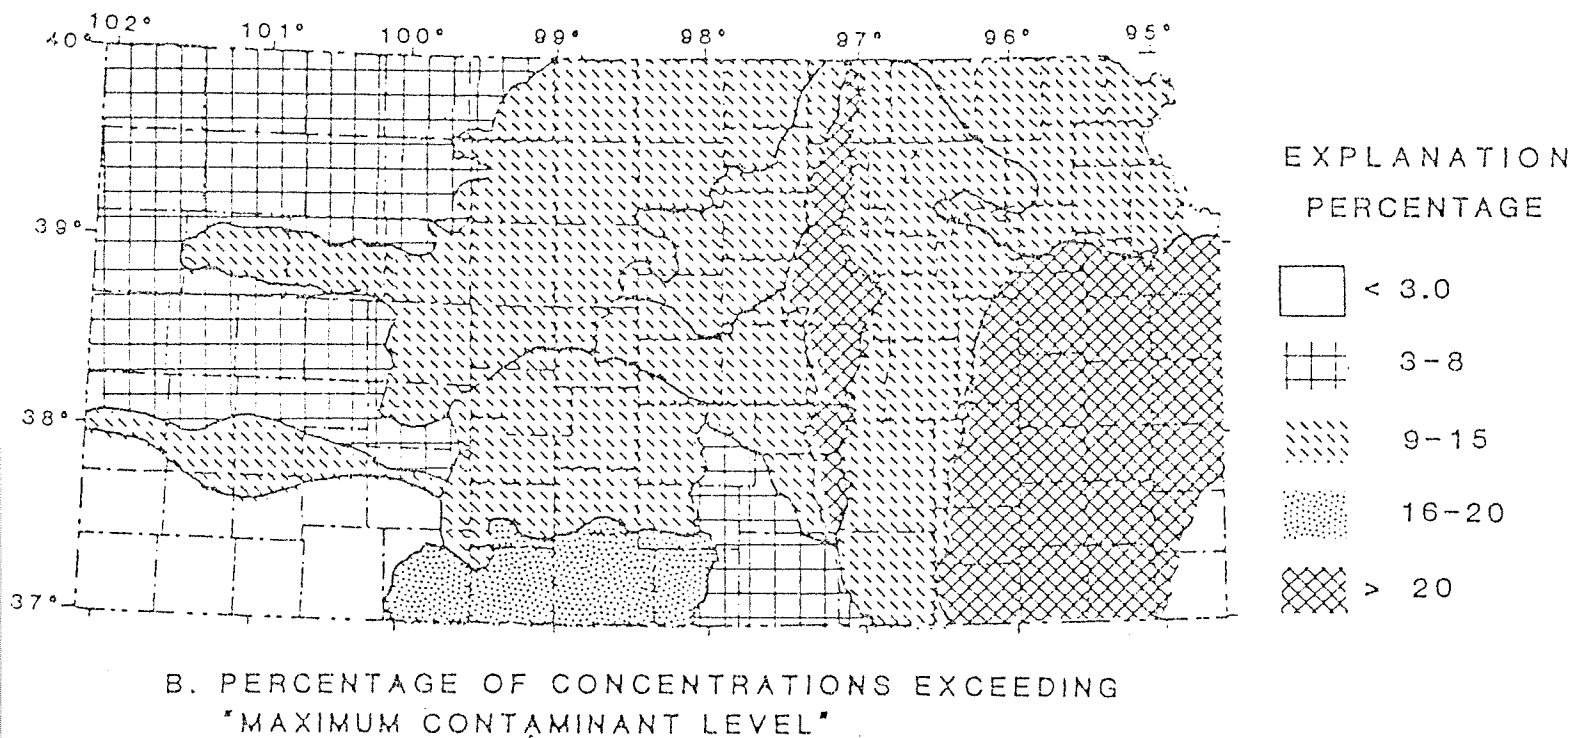 102° 101° 100° 99° 98° 97° 96° 95°
40°
39°
38°
37°
EXPLANATION
PERCENTAGE
< 3.0
3-8
9-15
16-20
> 20
B. PERCENTAGE OF CONCENTRATIONS EXCEEDING
"MAXIMUM CONTAMINANT LEVEL"